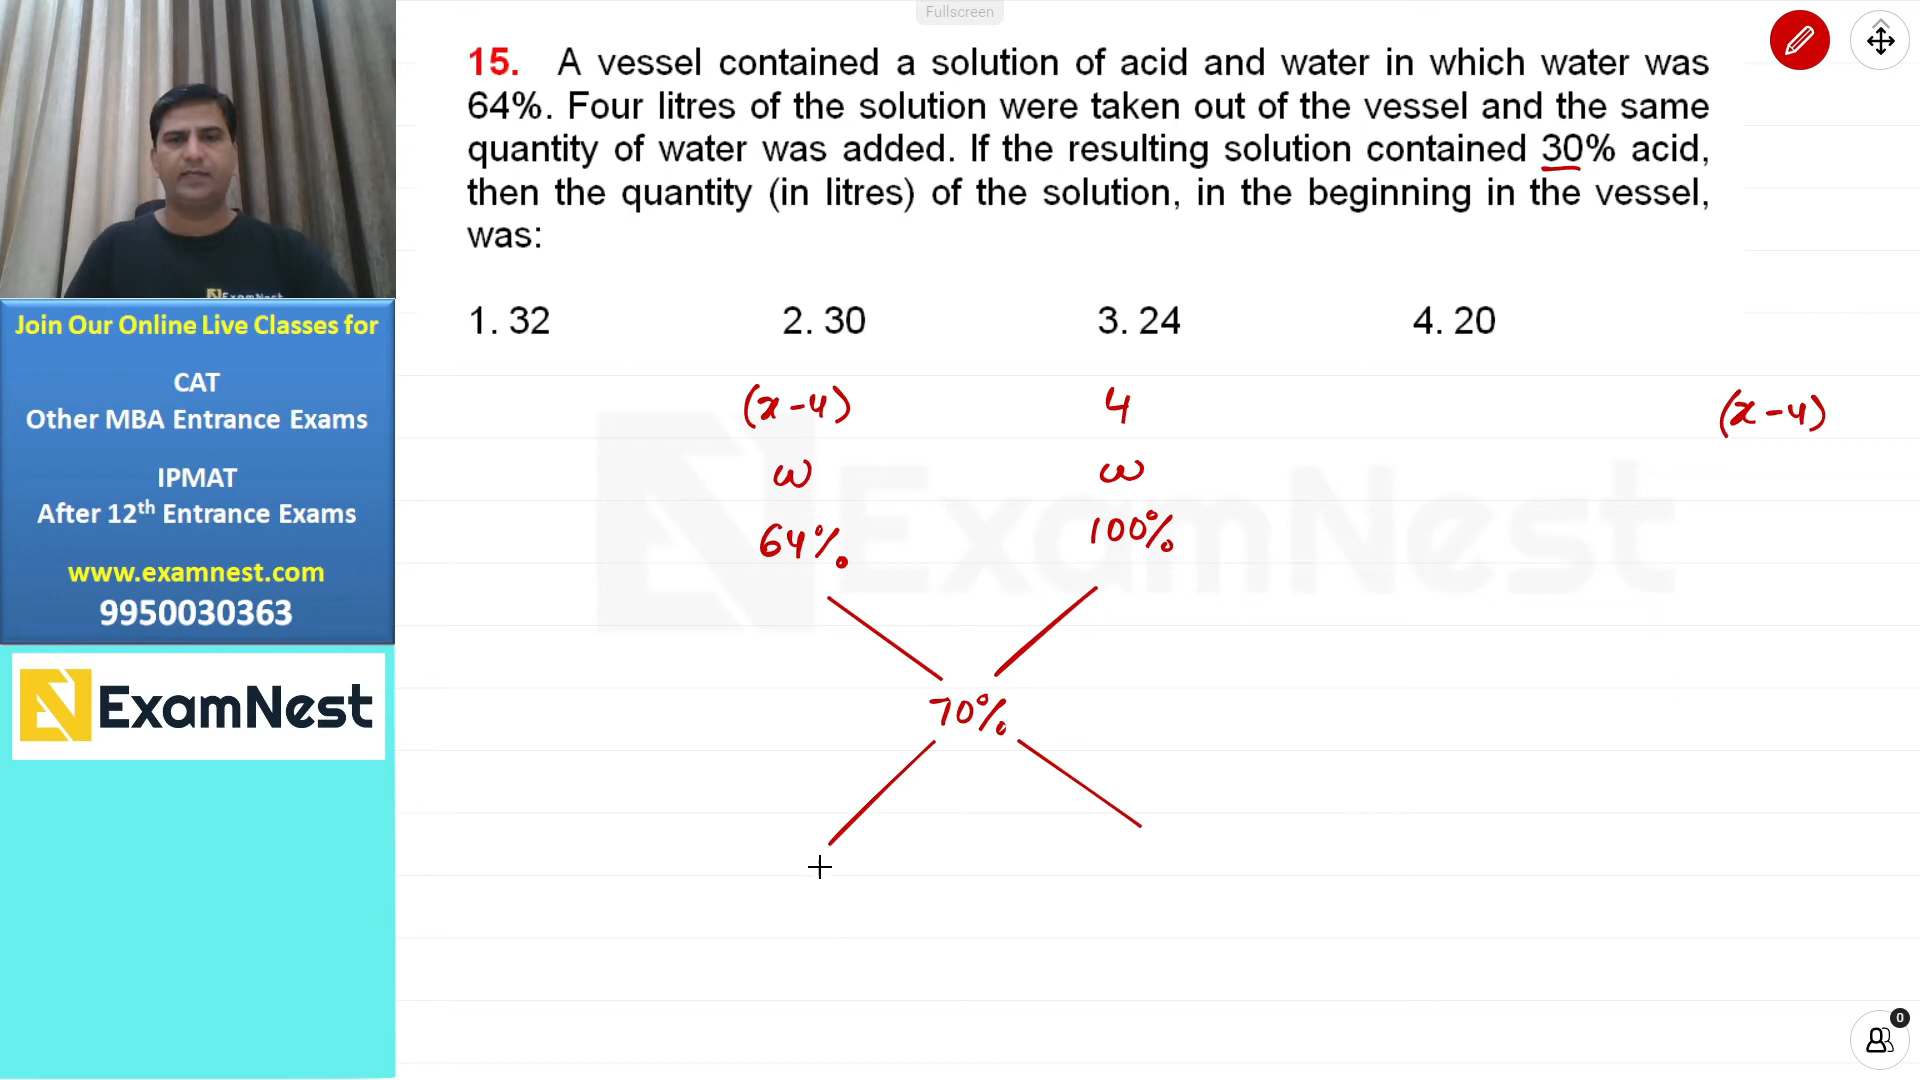 Fullscreen
15. A vessel contained a solution of acid and water in which water was
64%. Four litres of the solution were taken out of the vessel and the same
quantity of water was added. If the resulting solution contained 30% acid,
then the quantity (in litres) of the solution, in the beginning in the vessel,
was:
1. 32 2. 30 3. 24 4. 20
(x-4) 4 (x-4)
w w
64% 100%
70%
ExamNest
ExamNest
Join Our Online Live Classes for
CAT
Other MBA Entrance Exams
IPMAT
After 12th Entrance Exams
www.examnest.com
9950030363
ExamNest
0